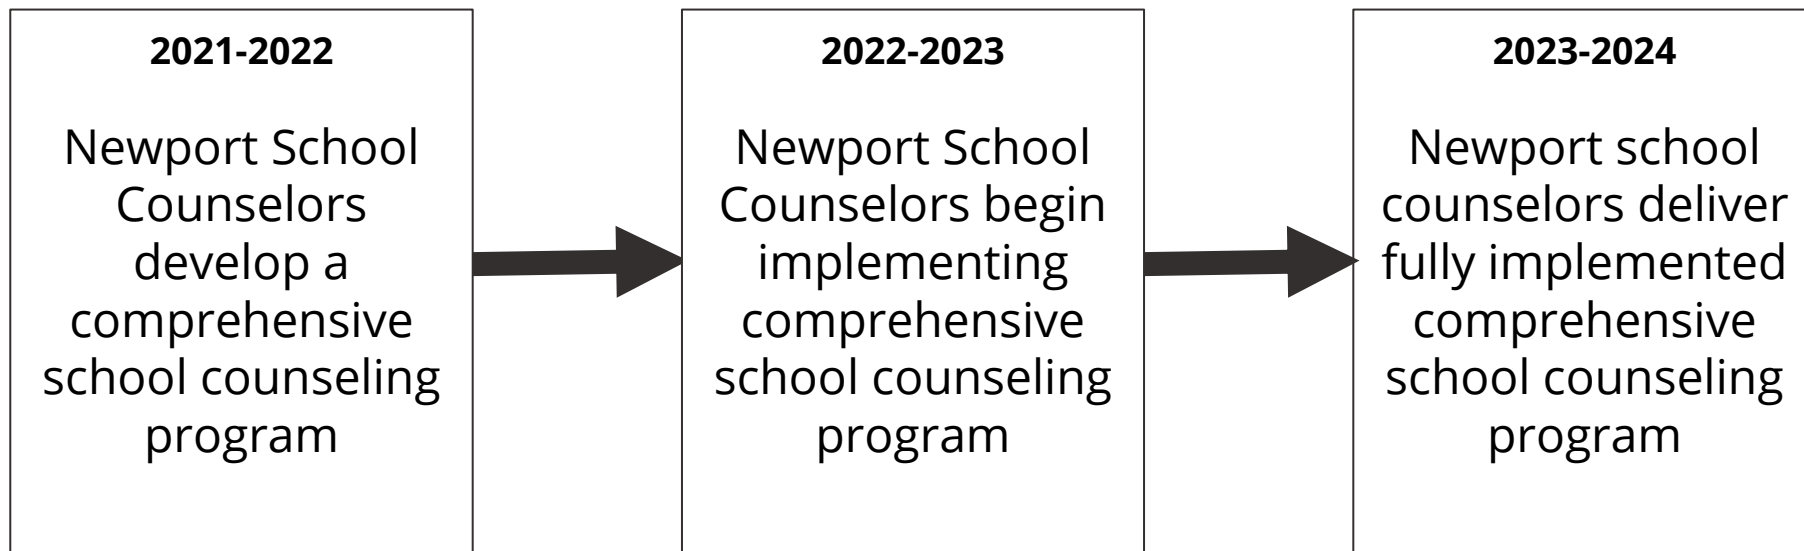 2021-2022
Newport School
Counselors
develop a
comprehensive
school counseling
program
2022-2023
Newport School
Counselors begin
implementing
comprehensive
school counseling
program
2023-2024
Newport school
counselors deliver
fully implemented
comprehensive
school counseling
program